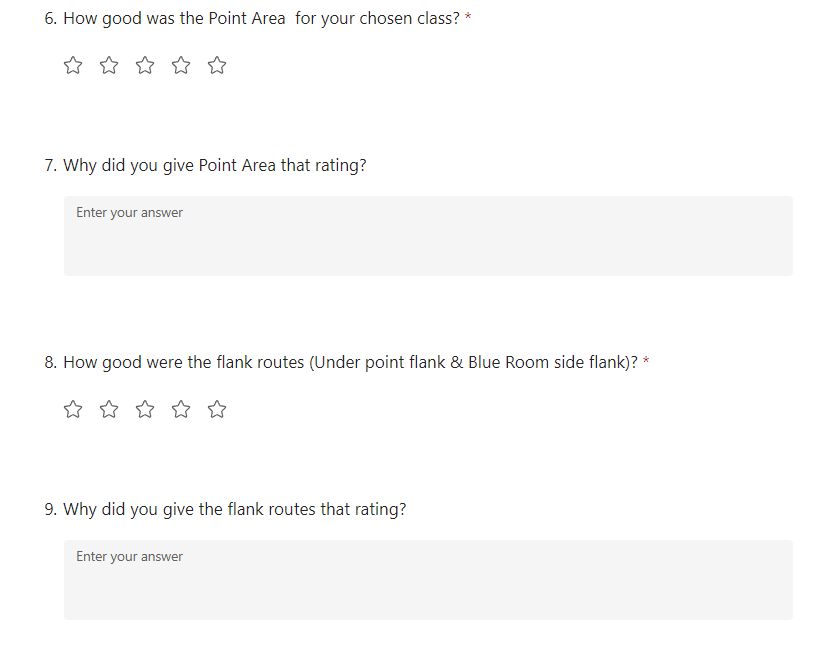 6. How good was the Point Area  for your chosen class? *
7. Why did you give Point Area that rating?
Enter your answer
8. How good were the flank routes (Under point flank & Blue Room side flank)? *
9. Why did you give the flank routes that rating?
Enter your answer